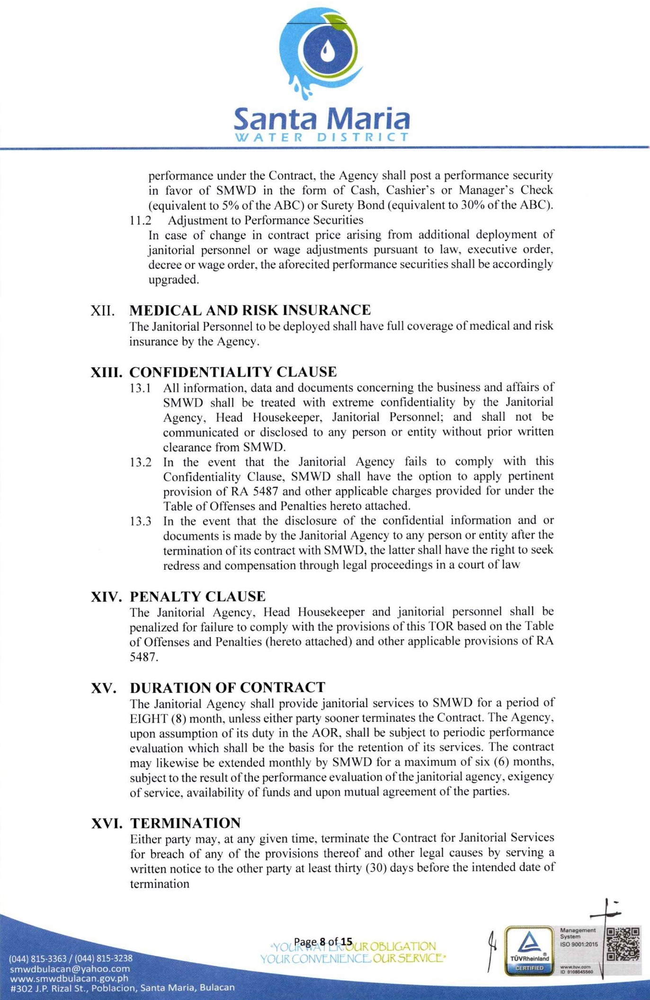 Santa Maria
WATER DISTRICT
performance under the Contract, the Agency shall post a performance security
in favor of SMWD in the form of Cash, Cashier's or Manager's Check
(equivalent to 5% of the ABC) or Surety Bond (equivalent to 30% of the ABC).
11.2 Adjustment to Performance Securities
In case of change in contract price arising from additional deployment of
janitorial personnel or wage adjustments pursuant to law, executive order,
decree or wage order, the aforecited performance securities shall be accordingly
upgraded.
XII. MEDICAL AND RISK INSURANCE
The Janitorial Personnel to be deployed shall have full coverage of medical and risk
insurance by the Agency.
XIII. CONFIDENTIALITY CLAUSE
13.1 All information, data and documents concerning the business and affairs of
SMWD shall be treated with extreme confidentiality by the Janitorial
Agency, Head Housekeeper, Janitorial Personnel; and shall not be
communicated or disclosed to any person or entity without prior written
clearance from SMWD.
13.2 In the event that the Janitorial Agency fails to comply with this
Confidentiality Clause, SMWD shall have the option to apply pertinent
provision of RA 5487 and other applicable charges provided for under the
Table of Offenses and Penalties hereto attached.
13.3 In the event that the disclosure of the confidential information and or
documents is made by the Janitorial Agency to any person or entity after the
termination of its contract with SMWD, the latter shall have the right to seek
redress and compensation through legal proceedings in a court of law
XIV. PENALTY CLAUSE
The Janitorial Agency, Head Housekeeper and janitorial personnel shall be
penalized for failure to comply with the provisions of this TOR based on the Table
of Offenses and Penalties (hereto attached) and other applicable provisions of RA
5487.
XV. DURATION OF CONTRACT
The Janitorial Agency shall provide janitorial services to SMWD for a period of
EIGHT (8) month, unless either party sooner terminates the Contract. The Agency,
upon assumption of its duty in the AOR, shall be subject to periodic performance
evaluation which shall be the basis for the retention of its services. The contract
may likewise be extended monthly by SMWD for a maximum of six (6) months,
subject to the result of the performance evaluation of the janitorial agency, exigency
of service, availability of funds and upon mutual agreement of the parties.
XVI. TERMINATION
Either party may, at any given time, terminate the Contract for Janitorial Services
for breach of any of the provisions thereof and other legal causes by serving a
written notice to the other party at least thirty (30) days before the intended date of
termination
Page 8 of 15
"YOUR WATER, OUR OBLIGATION
YOUR CONVENIENCE, OUR SERVICE"
(044) 815-3363 / (044) 815-3238
smwdbulacan@yahoo.com
www.smwdbulacan.gov.ph
#302 J.P. Rizal St., Poblacion, Santa Maria, Bulacan
TÜVRheinland®
CERTIFIED
Management
System
ISO 9001:2015
www.tuv.com
ID 9108645560